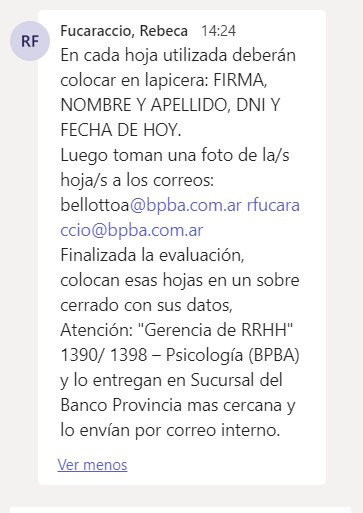 RF
Fucaraccio, Rebeca 14:24
En cada hoja utilizada deberán
colocar en lapicera: FIRMA,
NOMBRE Y APELLIDO, DNI Y
FECHA DE HOY.
Luego toman una foto de la/s
hoja/s a los correos:
bellottoa@bpba.com.ar rfucara
ccio@bpba.com.ar
Finalizada la evaluación,
colocan esas hojas en un sobre
cerrado con sus datos,
Atención: "Gerencia de RRHH"
1390/ 1398 – Psicología (BPBA)
y lo entregan en Sucursal del
Banco Provincia mas cercana y
lo envían por correo interno.
Ver menos